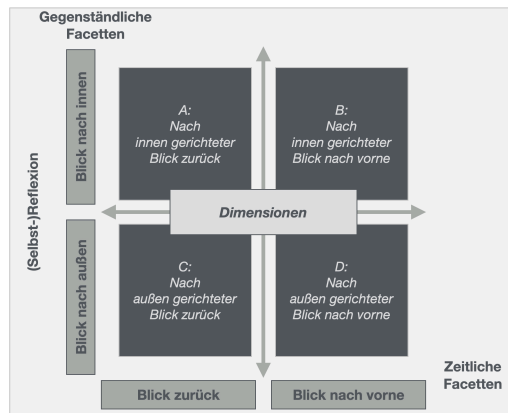 Gegenständliche
Facetten
Blick nach innen
(Selbst-)Reflexion
Blick nach außen
A:
Nach
innen gerichteter
Blick zurück
B:
Nach
innen gerichteter
Blick nach vorne
Dimensionen
C:
Nach
außen gerichteter
Blick zurück
D:
Nach
außen gerichteter
Blick nach vorne
Zeitliche
Facetten
Blick zurück
Blick nach vorne